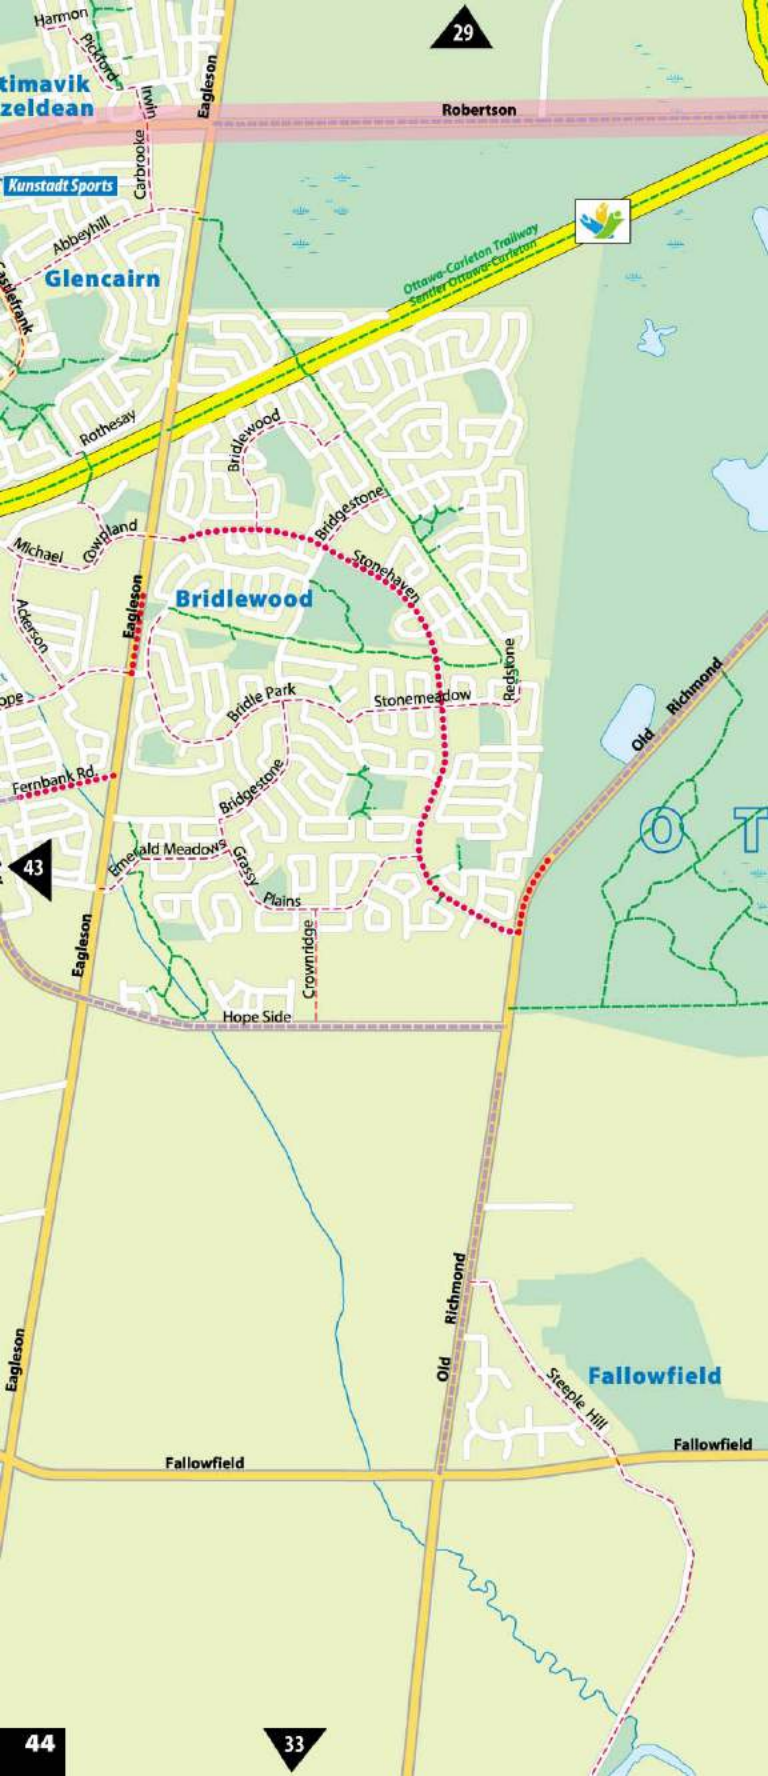 Harmon
Pickford
Irwin
Eagleson
29
timavik
zeldean
Robertson
Carbrooke
Kunstadt Sports
Abbeyhill
Ottawa-Carleton Trailway
Sentier Ottawa-Carleton
Glencairn
Castlefrank
Rothesay
Bridlewood
Bridgestone
Cownland
Michael
Stonehaven
Eagleson
Bridlewood
Ackerson
Redstone
Old Richmond
Bridle Park
Stonemeadow
ope
Fernbank Rd.
Bridgestone
O T
Emerald Meadows
43
Grassy
Plains
Eagleson
Crownridge
Hope Side
Old Richmond
Eagleson
Fallowfield
Steeple Hill
Fallowfield
Fallowfield
44
33